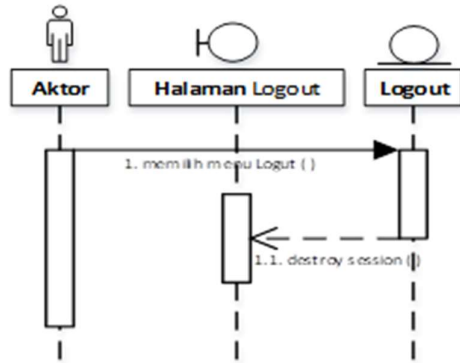 Aktor
Halaman Logout
Logout
1. memilih menu Logut ( )
1.1. destroy session ( )